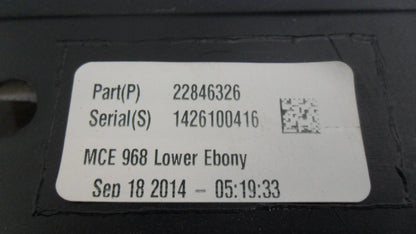 Part(P) 22846326
Serial(S) 1426100416
MCE 968 Lower Ebony
Sep 18 2014 - 05:19:33